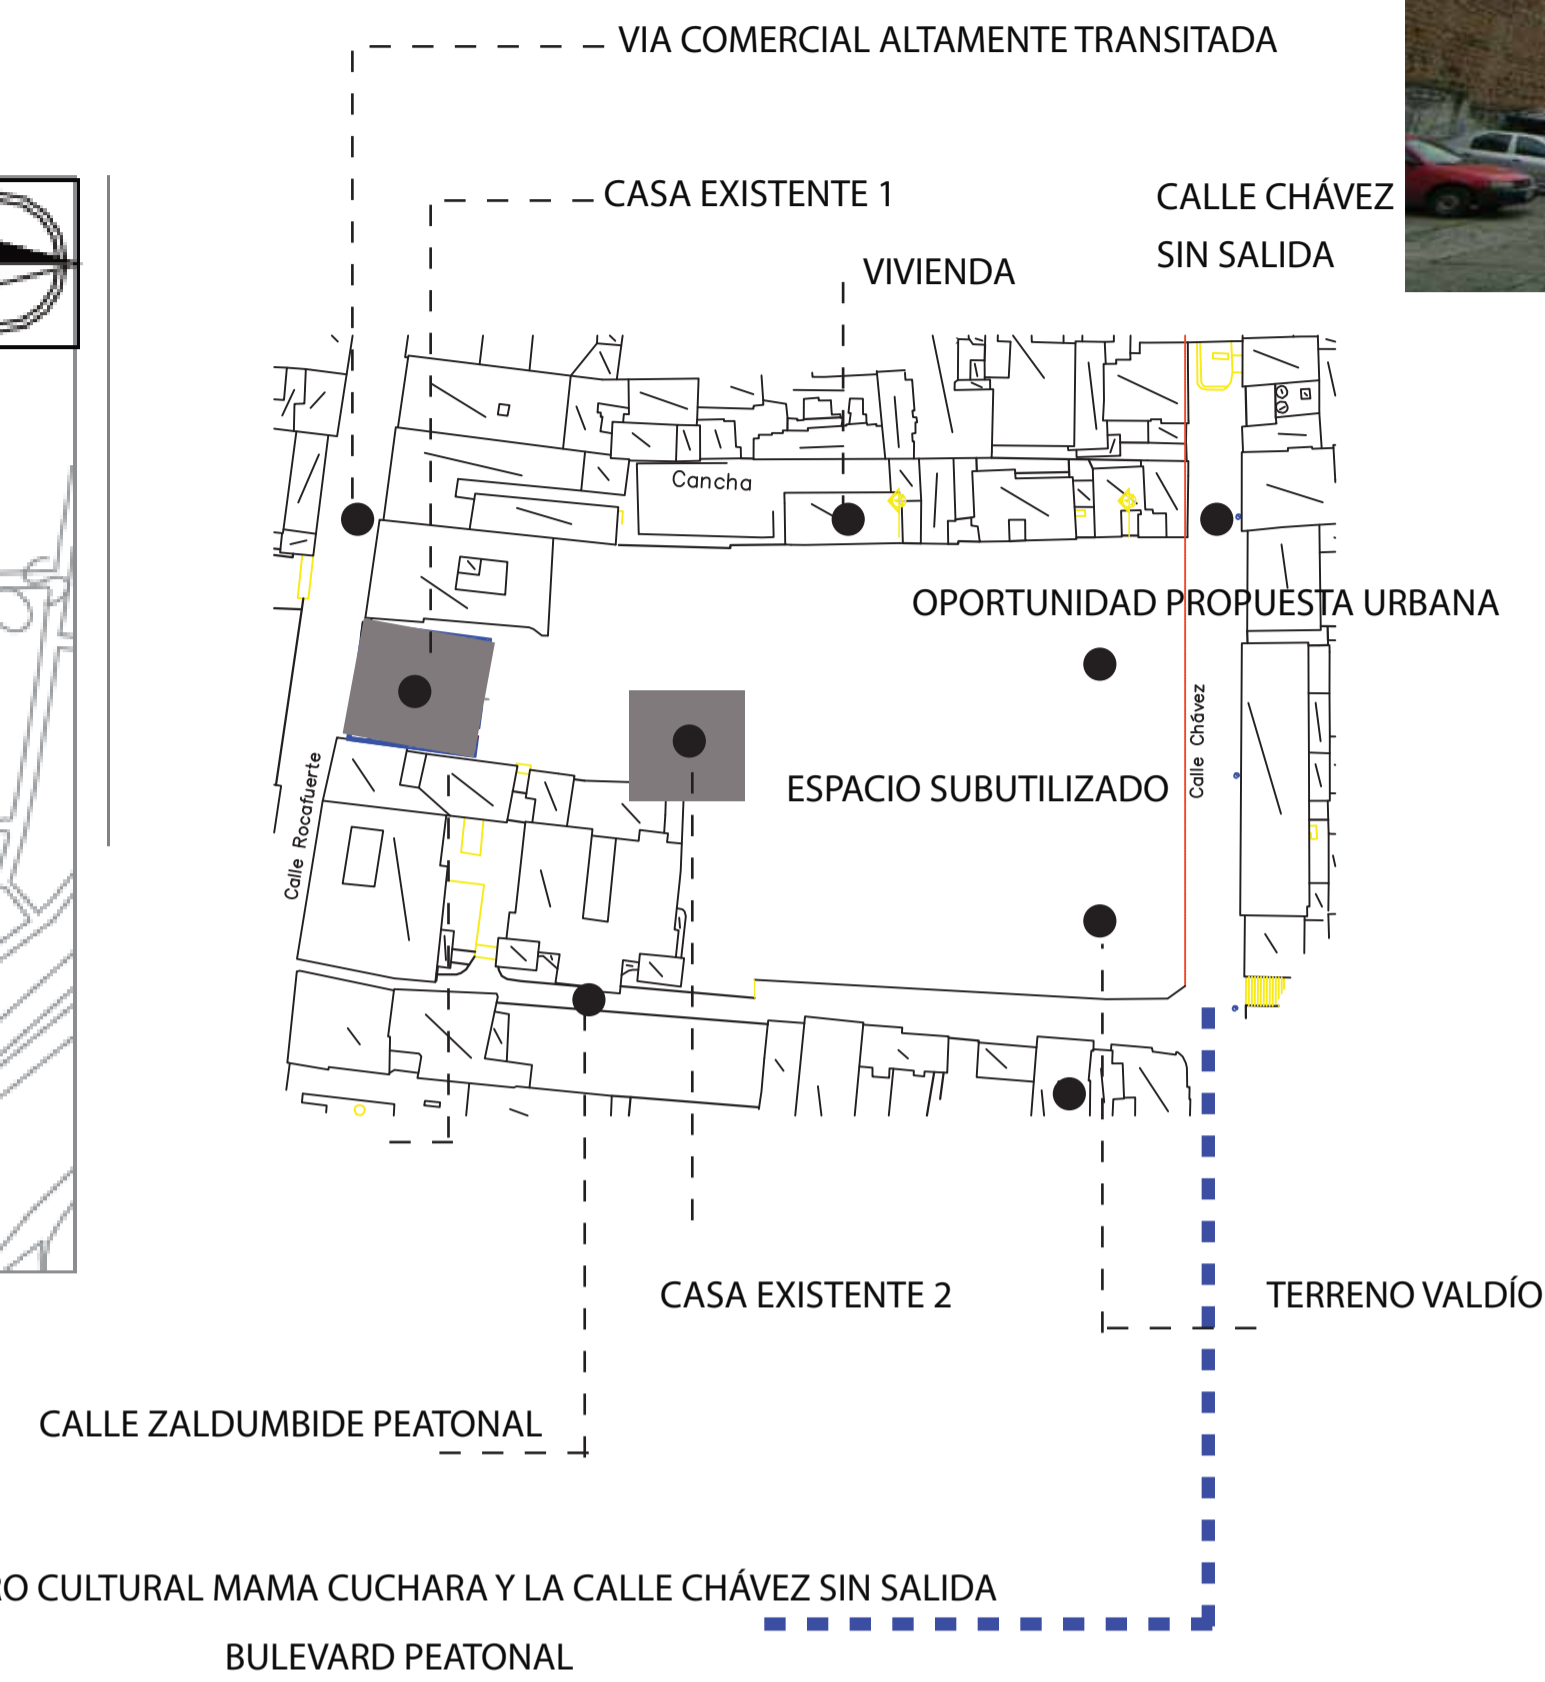 VIA COMERCIAL ALTAMENTE TRANSITADA
CASA EXISTENTE 1
CALLE CHÁVEZ
SIN SALIDA
VIVIENDA
Cancha
OPORTUNIDAD PROPUESTA URBANA
Calle Chávez
ESPACIO SUBUTILIZADO
Calle Rocafuerte
CASA EXISTENTE 2
TERRENO VALDÍO
CALLE ZALDUMBIDE PEATONAL
CULTURAL MAMA CUCHARA Y LA CALLE CHÁVEZ SIN SALIDA
BULEVARD PEATONAL